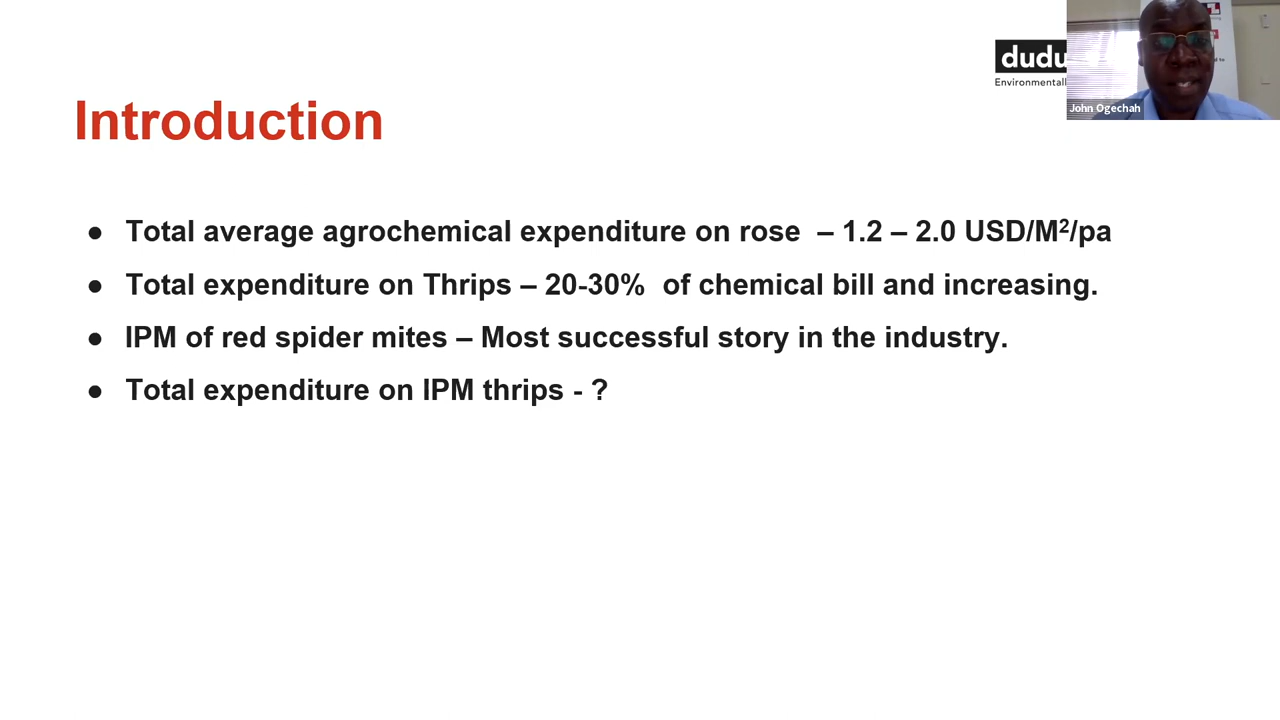 dudu
Environmental
John Ogechah
Introduction
● Total average agrochemical expenditure on rose – 1.2 – 2.0 USD/M²/pa
● Total expenditure on Thrips – 20-30% of chemical bill and increasing.
● IPM of red spider mites – Most successful story in the industry.
● Total expenditure on IPM thrips - ?